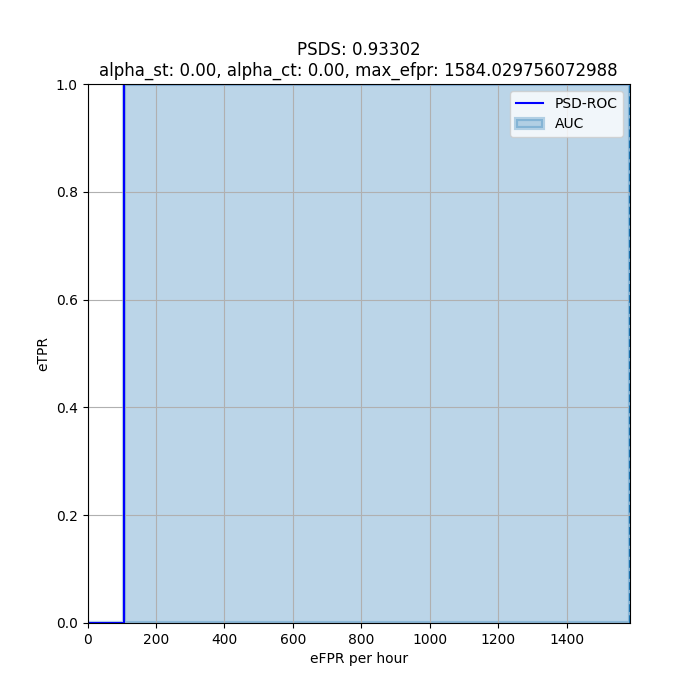 PSDS: 0.93302
alpha_st: 0.00, alpha_ct: 0.00, max_efpr: 1584.029756072988
PSD-ROC
AUC
1.0
0.8
0.6
0.4
0.2
0.0
eTPR
0 200 400 600 800 1000 1200 1400
eFPR per hour